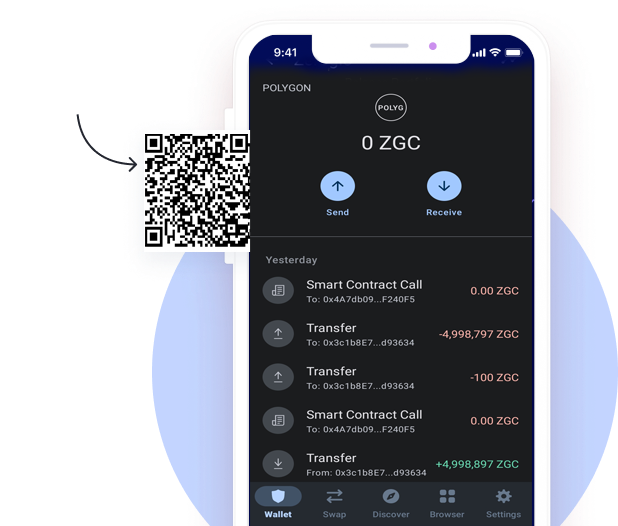 9:41
POLYGON
POLYG
0 ZGC
Send
Receive
Yesterday
Smart Contract Call
0.00 ZGC
To: 0x4A7db09...F240F5
Transfer
-4,998,797 ZGC
To: 0x3c1b8E7...d93634
Transfer
-100 ZGC
To: 0x3c1b8E7...d93634
Smart Contract Call
0.00 ZGC
To: 0x4A7db09...F240F5
Transfer
+4,998,897 ZGC
From: 0x3c1b8E7...d93634
Wallet
Swap
Discover
Browser
Settings